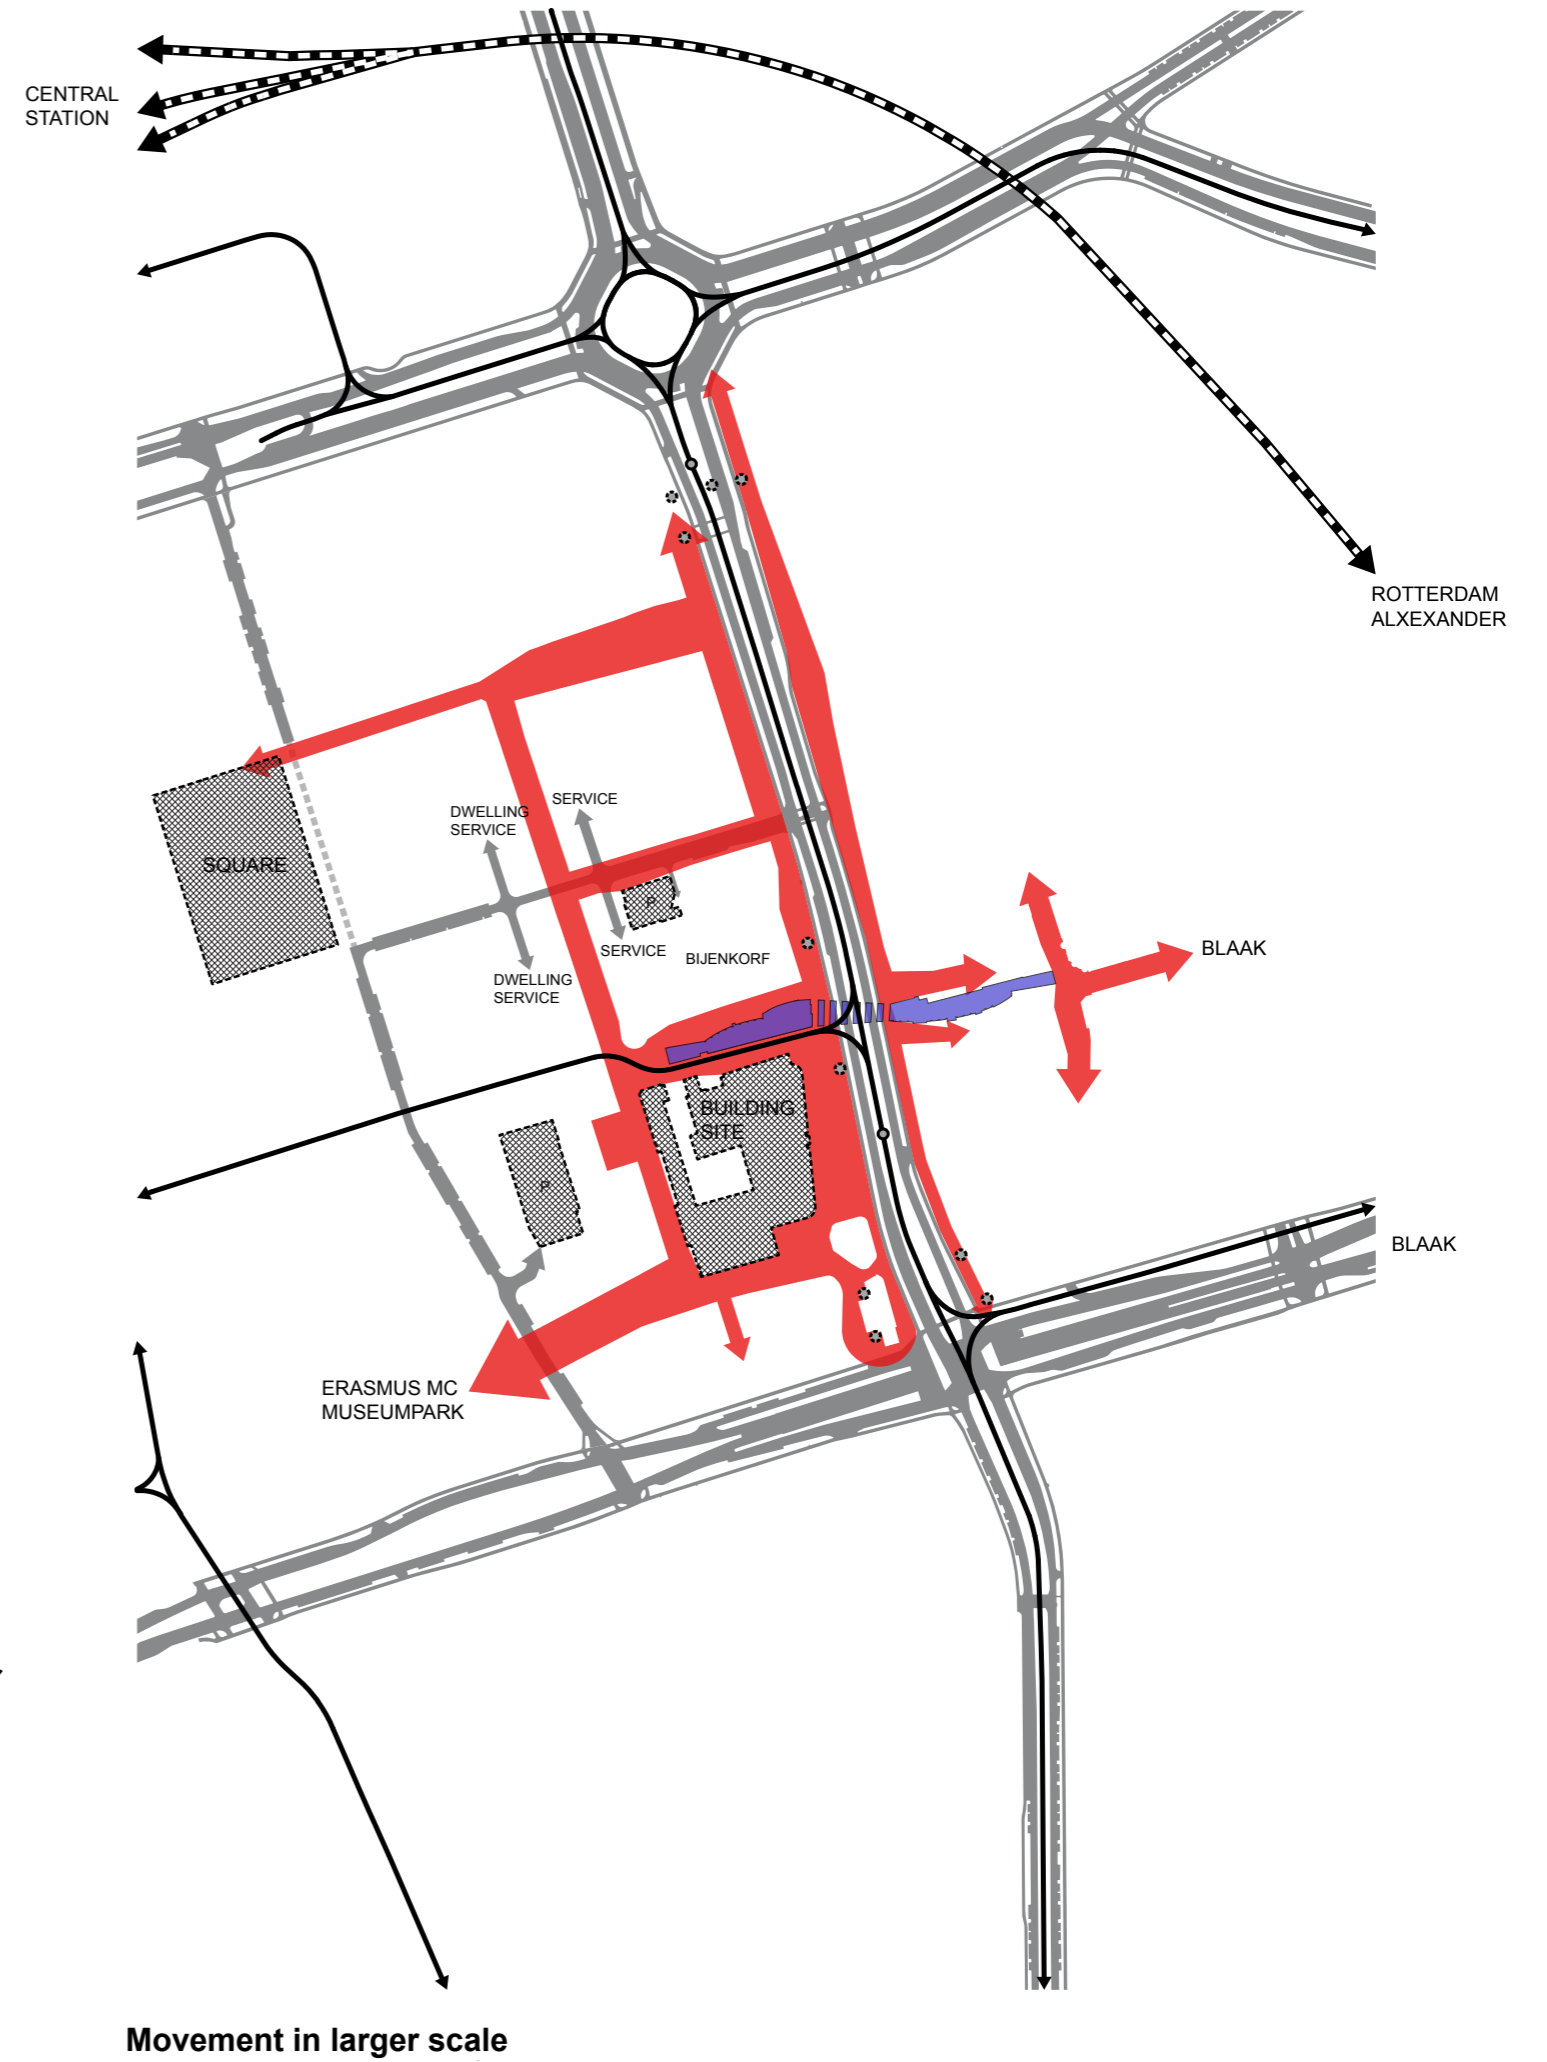 CENTRAL
STATION
ROTTERDAM
ALXEXANDER
SERVICE
DWELLING
SERVICE
SQUARE
P
SERVICE
BIJENKORF
DWELLING
SERVICE
BLAAK
BUILDING
SITE
P
BLAAK
ERASMUS MC
MUSEUMPARK
Movement in larger scale